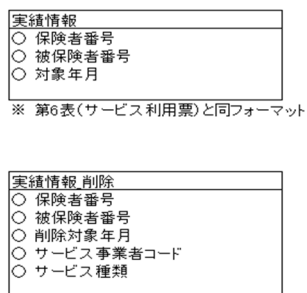 実績情報
○ 保険者番号
○ 被保険者番号
○ 対象年月
※ 第6表(サービス利用票)と同フォーマット
実績情報_削除
○ 保険者番号
○ 被保険者番号
○ 削除対象年月
○ サービス事業者コード
○ サービス種類